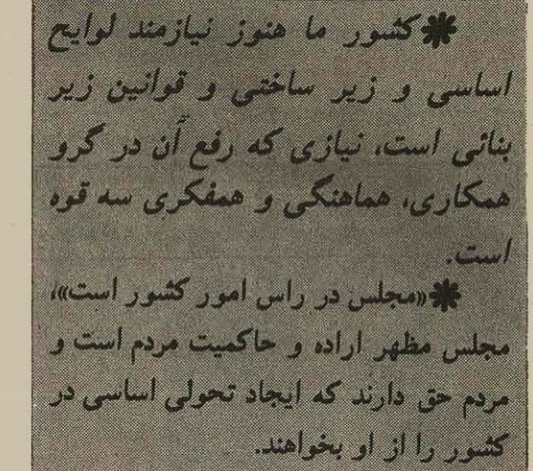 ✽کشور ما هنوز نیازمند لوایح
اساسی و زیر ساختی و قوانین زیر
بنائی است، نیازی که رفع آن در گرو
همکاری، هماهنگی و همفکری سه قوه
است.
✽«مجلس در راس امور کشور است»،
مجلس مظهر اراده و حاکمیت مردم است و
مردم حق دارند که ایجاد تحولی اساسی در
کشور را از او بخواهند.